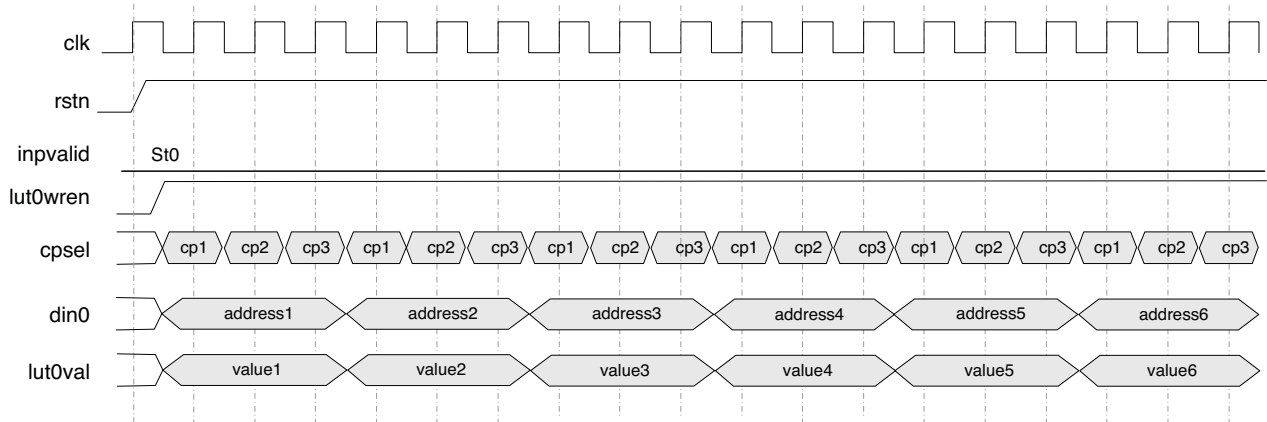 clk
rstn
inpvalid St0
lut0wren
cpsel cp1 cp2 cp3 cp1 cp2 cp3 cp1 cp2 cp3 cp1 cp2 cp3 cp1 cp2 cp3 cp1 cp2 cp3
din0 address1 address2 address3 address4 address5 address6
lut0val value1 value2 value3 value4 value5 value6